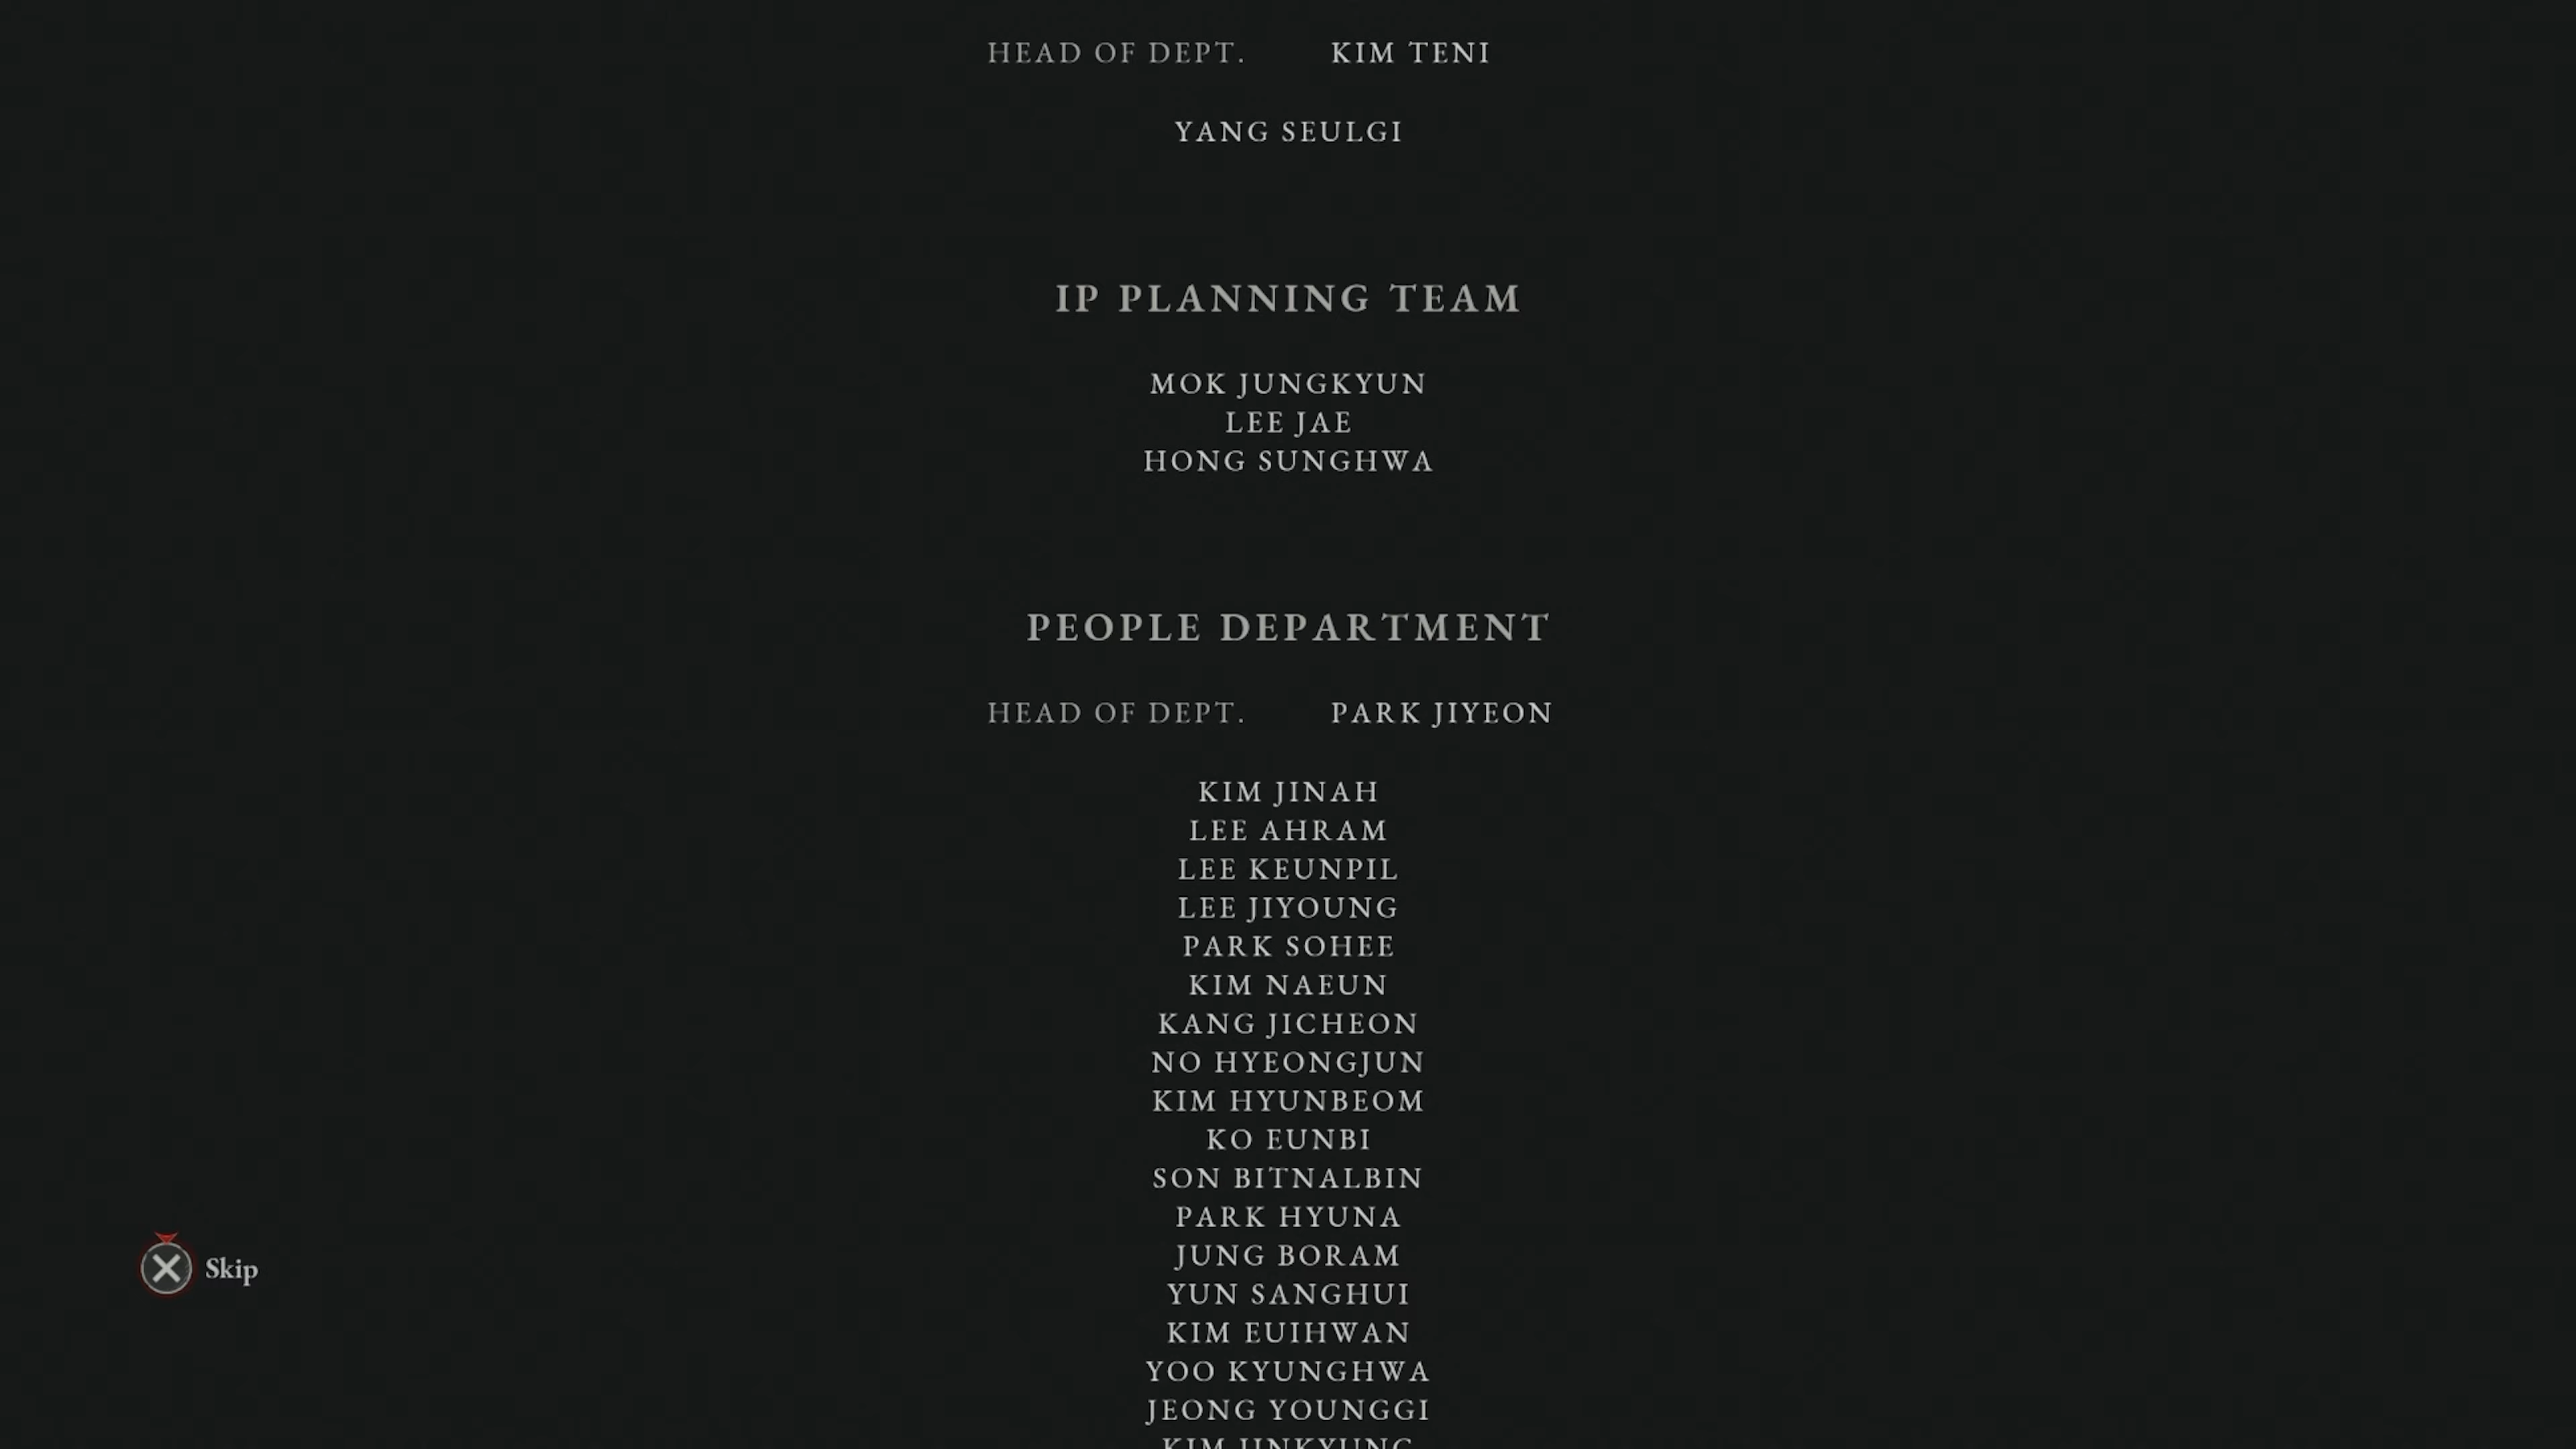 HEAD OF DEPT. KIM TENI
YANG SEULGI
IP PLANNING TEAM
MOK JUNGKYUN
LEE JAE
HONG SUNGHWA
PEOPLE DEPARTMENT
HEAD OF DEPT. PARK JIYEON
KIM JINAH
LEE AHRAM
LEE KEUNPIL
LEE JIYOUNG
PARK SOHEE
KIM NAEUN
KANG JICHEON
NO HYEONGJUN
KIM HYUNBEOM
KO EUNBI
SON BITNALBIN
PARK HYUNA
JUNG BORAM
YUN SANGHUI
Skip
KIM EUIHWAN
YOO KYUNGHWA
JEONG YOUNGGI
KIM JINKYUNG